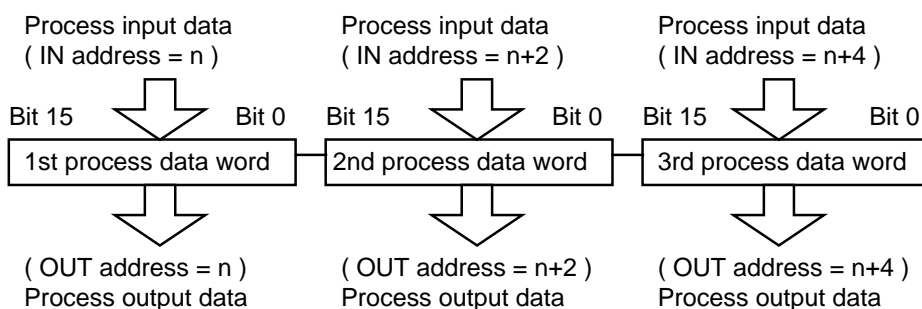 Process input data
( IN address = n )
Process input data
( IN address = n+2 )
Process input data
( IN address = n+4 )
Bit 15
Bit 0
Bit 15
Bit 0
Bit 15
Bit 0
1st process data word
2nd process data word
3rd process data word
( OUT address = n )
Process output data
( OUT address = n+2 )
Process output data
( OUT address = n+4 )
Process output data